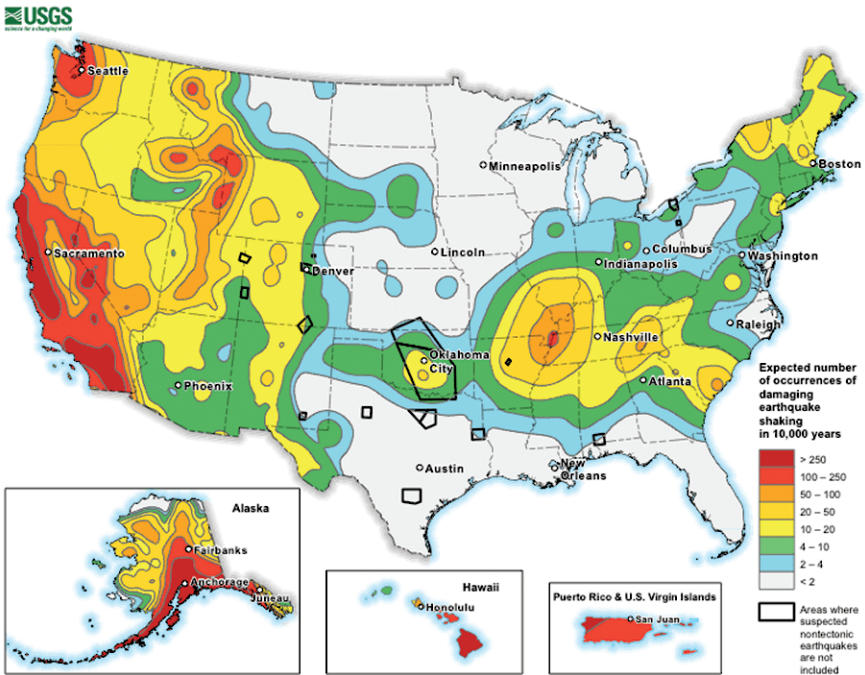 USGS
science for a changing world
Seattle
Minneapolis
Boston
Sacramento
Lincoln
Columbus
Washington
Denver
Indianapolis
Raleigh
Nashville
Oklahoma
City
Phoenix
Atlanta
Austin
New
Orleans
Expected number
of occurrences of
damaging
earthquake
shaking
in 10,000 years
> 250
100 – 250
50 – 100
20 – 50
10 – 20
4 – 10
2 – 4
< 2
Areas where
suspected
nontectonic
earthquakes
are not
included
Alaska
Fairbanks
Anchorage
Juneau
Hawaii
Honolulu
Puerto Rico & U.S. Virgin Islands
San Juan